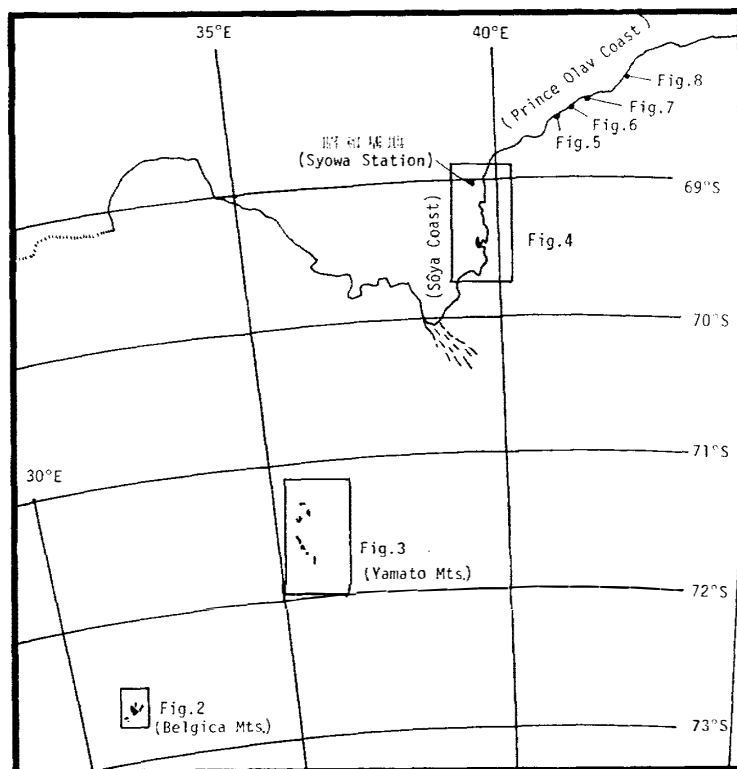 35°E
40°E
(Prince Olav Coast)
Fig.8
Fig.7
Fig.6
Fig.5
昭和基地
(Syowa Station)
69°S
(Sôya Coast)
Fig.4
70°S
71°S
30°E
Fig.3
(Yamato Mts.)
72°S
Fig.2
(Belgica Mts.)
73°S